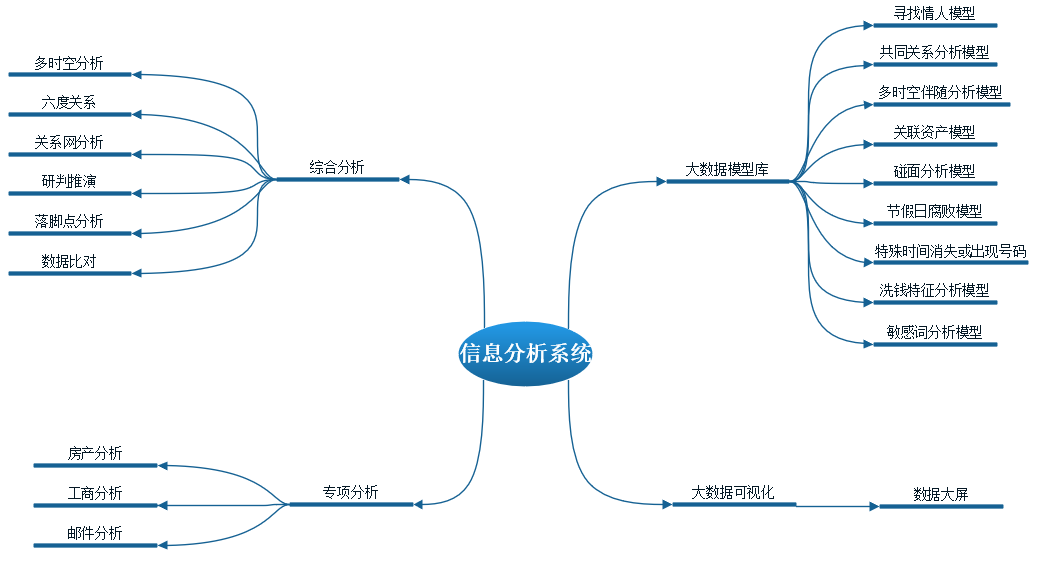 信息分析系统
综合分析
多时空分析
六度关系
关系网分析
研判推演
落脚点分析
数据比对
专项分析
房产分析
工商分析
邮件分析
大数据模型库
寻找情人模型
共同关系分析模型
多时空伴随分析模型
关联资产模型
碰面分析模型
节假日腐败模型
特殊时间消失或出现号码
洗钱特征分析模型
敏感词分析模型
大数据可视化
数据大屏